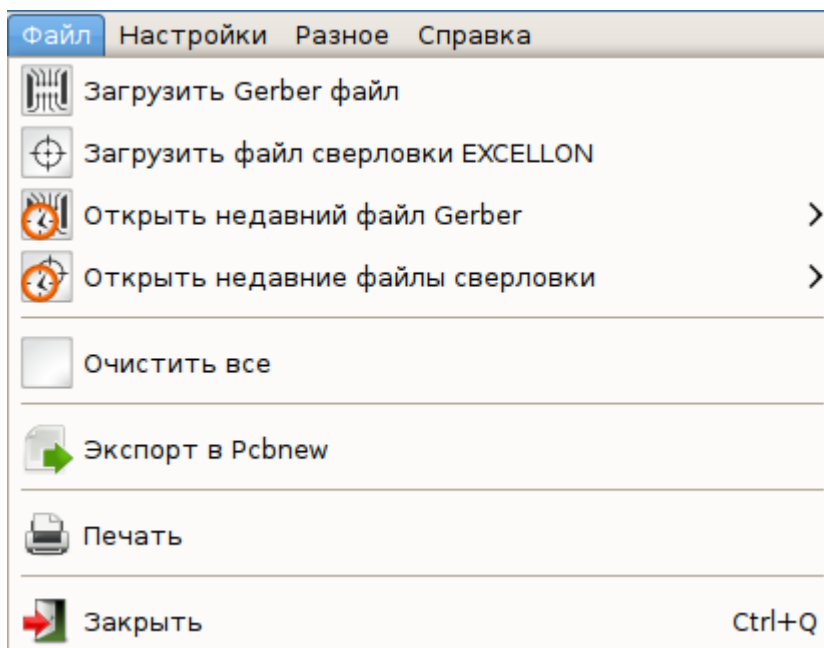 Файл Настройки Разное Справка
Загрузить Gerber файл
Загрузить файл сверловки EXCELLON
Открыть недавний файл Gerber
Открыть недавние файлы сверловки
Очистить все
Экспорт в Pcbnew
Печать
Закрыть Ctrl+Q